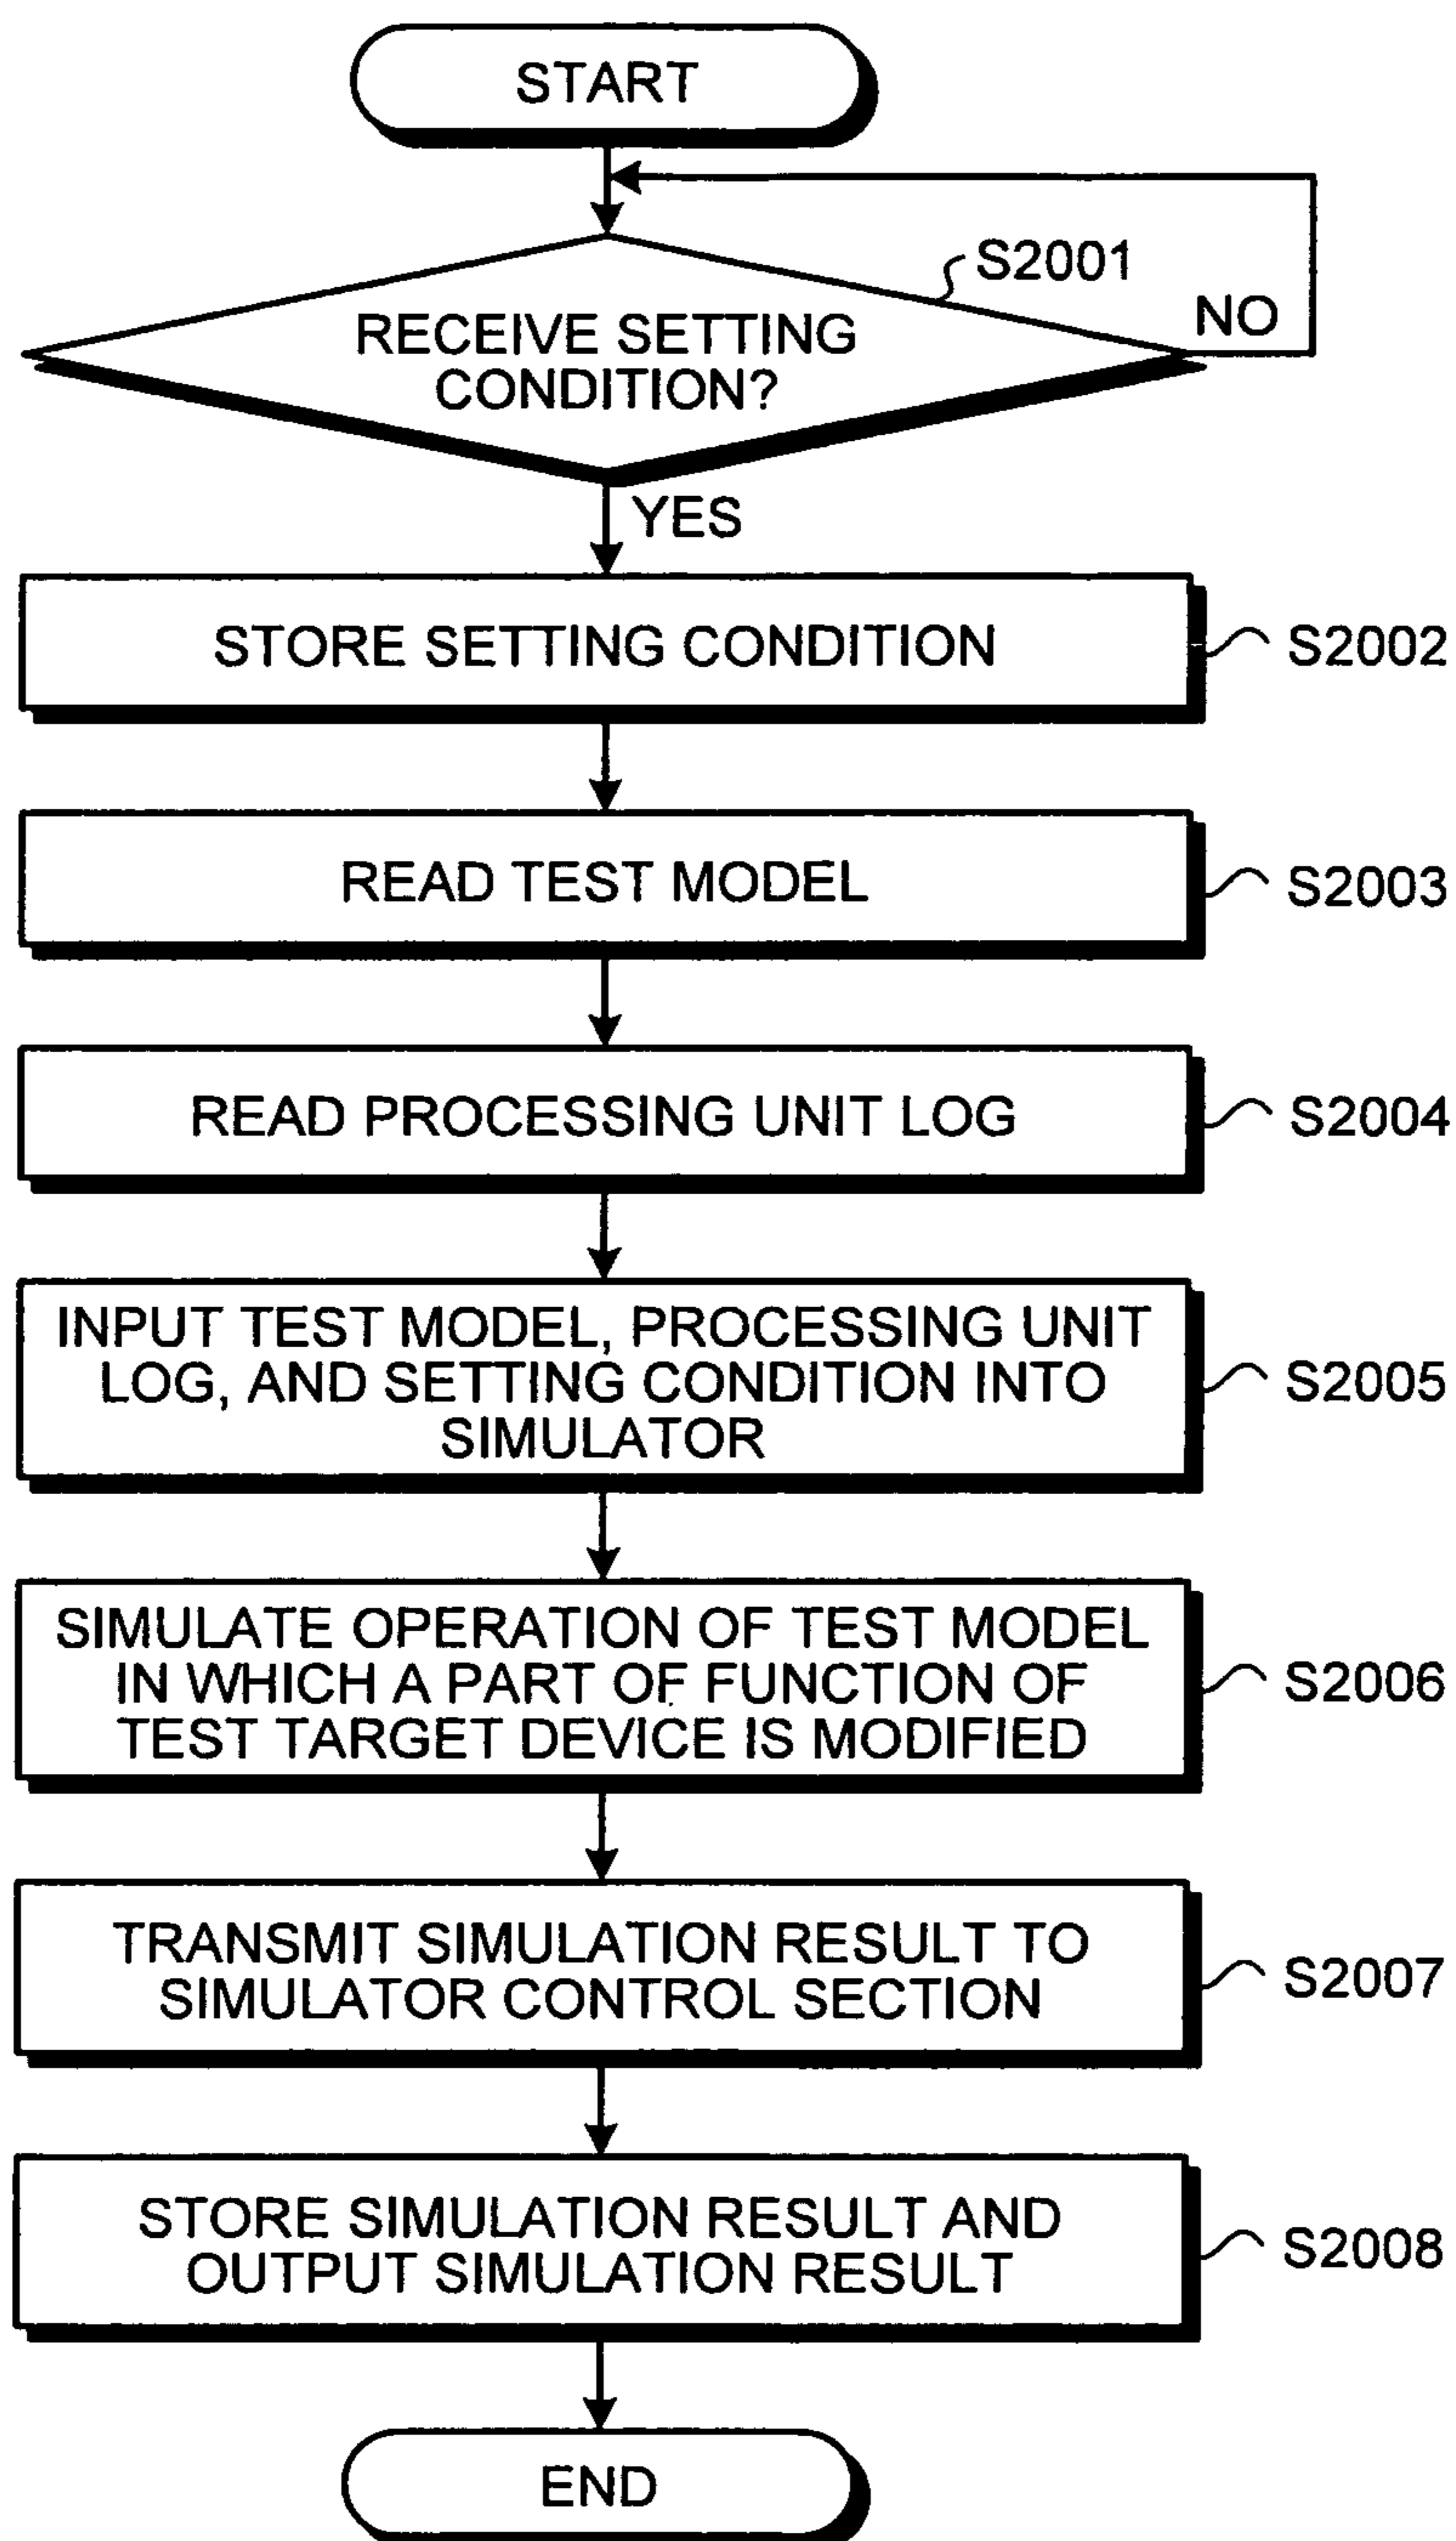 START
S2001
NO
RECEIVE SETTING
CONDITION?
YES
STORE SETTING CONDITION
S2002
READ TEST MODEL
S2003
READ PROCESSING UNIT LOG
S2004
INPUT TEST MODEL, PROCESSING UNIT
LOG, AND SETTING CONDITION INTO
SIMULATOR
S2005
SIMULATE OPERATION OF TEST MODEL
IN WHICH A PART OF FUNCTION OF
TEST TARGET DEVICE IS MODIFIED
S2006
TRANSMIT SIMULATION RESULT TO
SIMULATOR CONTROL SECTION
S2007
STORE SIMULATION RESULT AND
OUTPUT SIMULATION RESULT
S2008
END